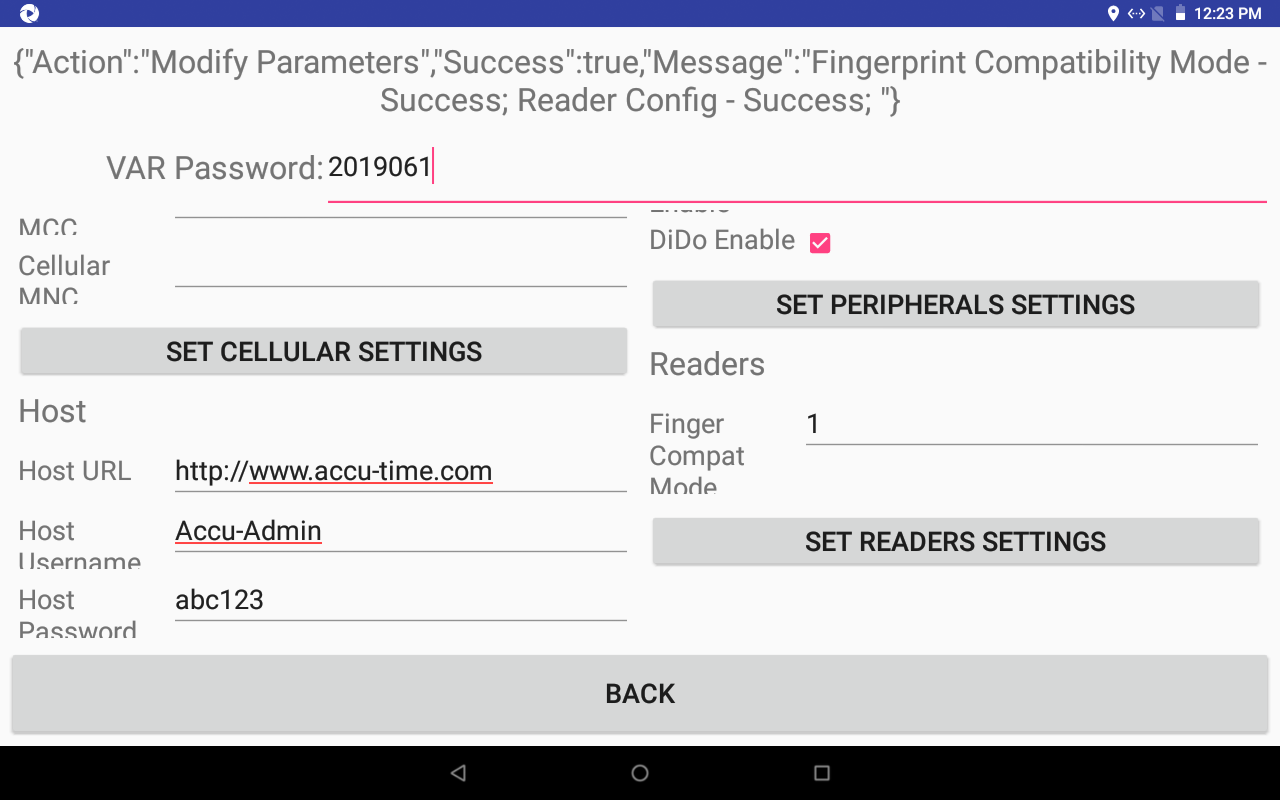 12:23 PM
{"Action":"Modify Parameters","Success":true,"Message":"Fingerprint Compatibility Mode -
Success; Reader Config - Success; "}
VAR Password: 2019061
MCC
Cellular
MNC
SET CELLULAR SETTINGS
Host
Host URL http://www.accu-time.com
Host
Username
Accu-Admin
Host
Password
abc123
Enable
DiDo Enable
SET PERIPHERALS SETTINGS
Readers
Finger
Compat
Mode
1
SET READERS SETTINGS
BACK